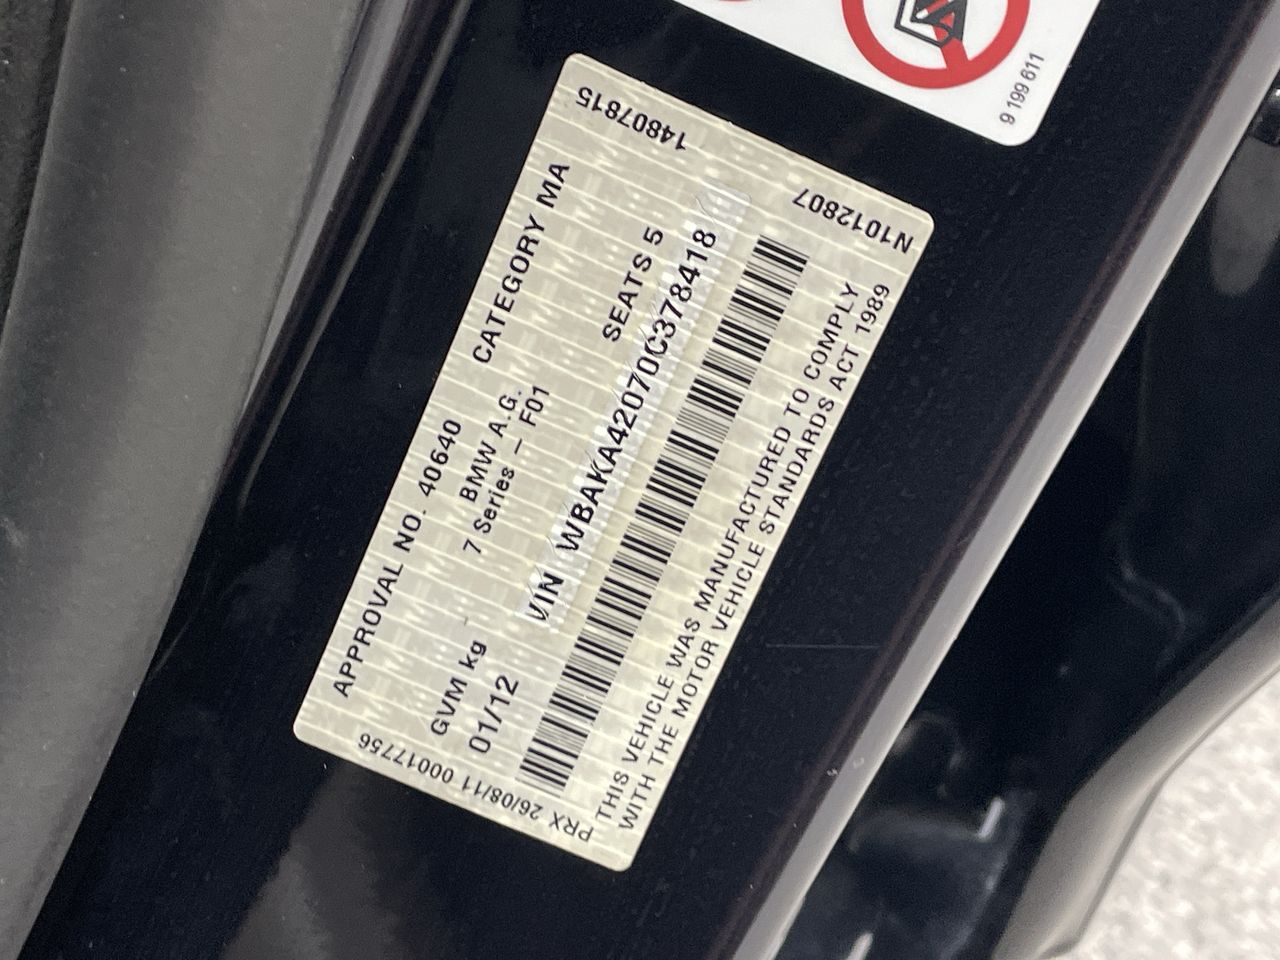 9 199 611
14807815
N1012807
APPROVAL NO. 40640 CATEGORY MA
BMW A.G.
7 Series – F01
GVM kg SEATS 5
01/12 VIN WBAKA42070C378418
THIS VEHICLE WAS MANUFACTURED TO COMPLY
WITH THE MOTOR VEHICLE STANDARDS ACT 1989
PRX 26/08/11 00017756